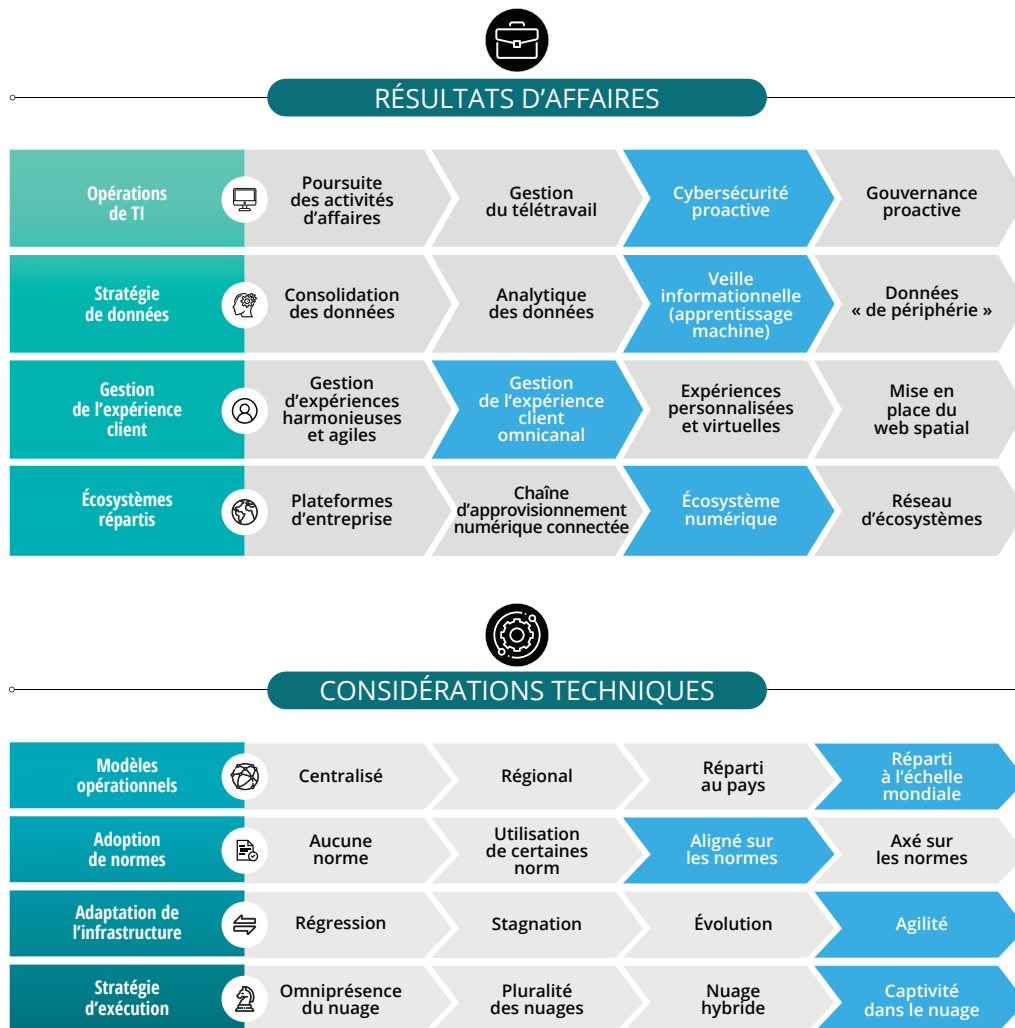 RÉSULTATS D’AFFAIRES
Opérations
de TI
Poursuite
des activités
d’affaires
Gestion
du télétravail
Cybersécurité
proactive
Gouvernance
proactive
Stratégie
de données
Consolidation
des données
Analytique
des données
Veille
informationnelle
(apprentissage
machine)
Données
« de périphérie »
Gestion
de l’expérience
client
Gestion
d’expériences
harmonieuses
et agiles
Gestion
de l’expérience
client
omnicanal
Expériences
personnalisées
et virtuelles
Mise en
place du
web spatial
Écosystèmes
répartis
Plateformes
d’entreprise
Chaîne
d’approvisionnement
numérique connectée
Écosystème
numérique
Réseau
d’écosystèmes
CONSIDÉRATIONS TECHNIQUES
Modèles
opérationnels
Centralisé
Régional
Réparti
au pays
Réparti
à l’échelle
mondiale
Adoption
de normes
Aucune
norme
Utilisation
de certaines
norm
Aligné sur
les normes
Axé sur
les normes
Adaptation de
l’infrastructure
Régression
Stagnation
Évolution
Agilité
Stratégie
d’exécution
Omniprésence
du nuage
Pluralité
des nuages
Nuage
hybride
Captivité
dans le nuage